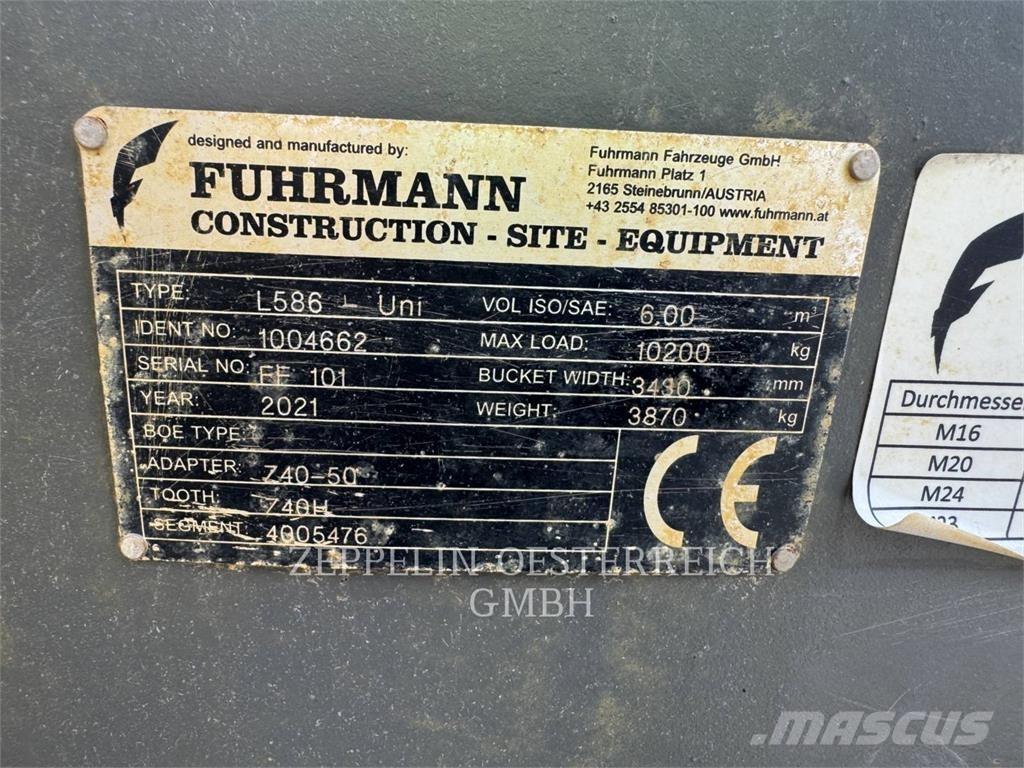 designed and manufactured by:
FUHRMANN
CONSTRUCTION - SITE - EQUIPMENT
Fuhrmann Fahrzeuge GmbH
Fuhrmann Platz 1
2165 Steinebrunn/AUSTRIA
+43 2554 85301-100 www.fuhrmann.at
TYPE: L586 - Uni VOL ISO/SAE: 6,00 m³
IDENT NO: 1004662 MAX LOAD: 10200 kg
SERIAL NO: 101 BUCKET WIDTH: mm
YEAR: 2021 WEIGHT: 3870 kg
BOE TYPE:
ADAPTER: Z40-50
TOOTH: Z40H
SEGMENT: 4005476
CE
Durchmesse
M16
M20
M24
ZEPPELIN OESTERREICH
GMBH
MASCUS